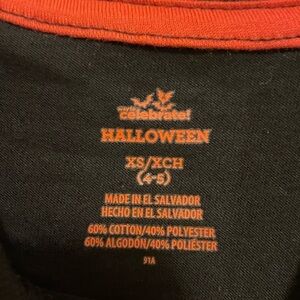 celebrate!
HALLOWEEN
XS/XCH
(4-5)
MADE IN EL SALVADOR
HECHO EN EL SALVADOR
60% COTTON/40% POLYESTER
60% ALGODÓN/40% POLIÉSTER
91A